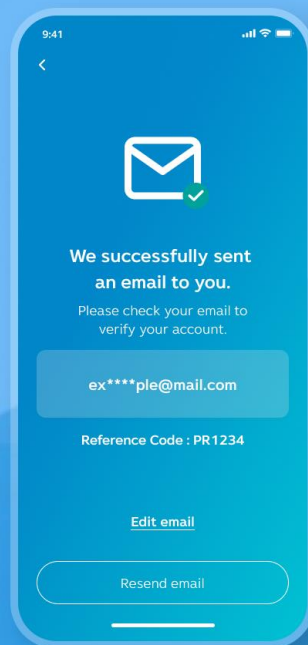 9:41
We successfully sent
an email to you.
Please check your email to
verify your account.
ex****ple@mail.com
Reference Code : PR1234
Edit email
Resend email